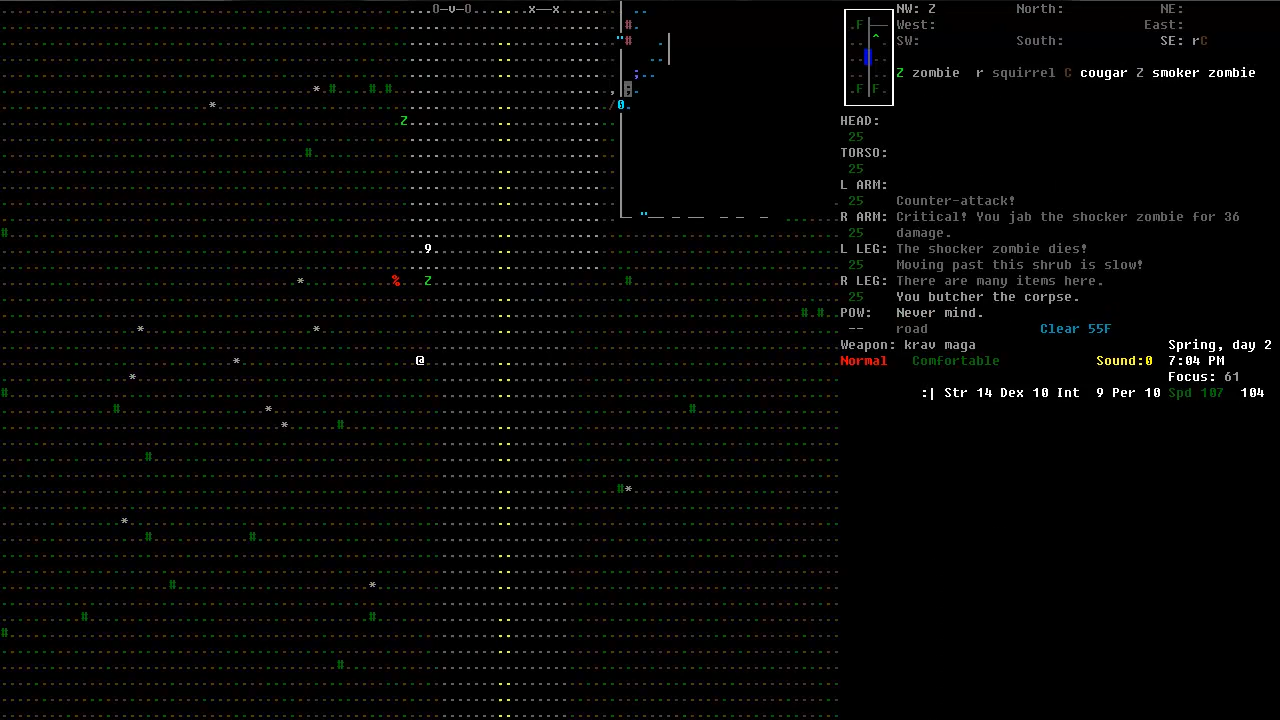 NW: Z North: NE:
West: East:
SW: South: SE: rC
Z zombie r squirrel C cougar Z smoker zombie
HEAD:
25
TORSO:
25
L ARM:
25 Counter-attack!
R ARM: Critical! You jab the shocker zombie for 36
25 damage.
L LEG: The shocker zombie dies!
25 Moving past this shrub is slow!
R LEG: There are many items here.
25 You butcher the corpse.
POW: Never mind.
-- road Clear 55F
Weapon: krav maga Spring, day 2
Normal Comfortable Sound:0 7:04 PM
Focus: 61
:| Str 14 Dex 10 Int 9 Per 10 Spd 107 104